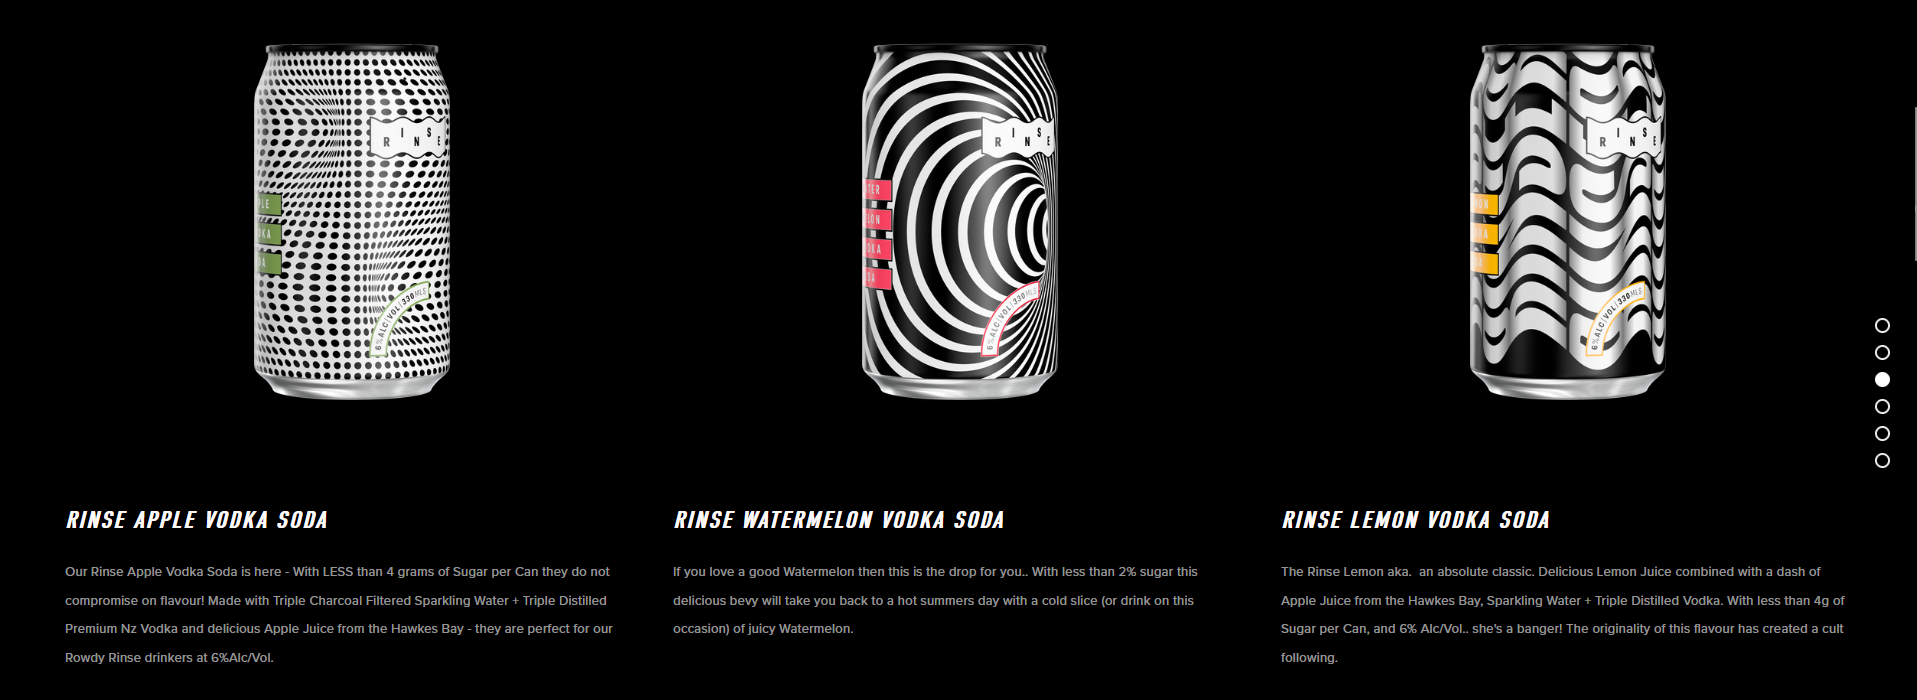 R I N S E
PLE
KA
DA
6%ALC|VOL|330MLS
R I N S E
TER
LON
KA
DA
6%ALC|VOL|330MLS
R I N S E
ON
KA
6%ALC|VOL|330MLS
RINSE APPLE VODKA SODA
Our Rinse Apple Vodka Soda is here - With LESS than 4 grams of Sugar per Can they do not
compromise on flavour! Made with Triple Charcoal Filtered Sparkling Water + Triple Distilled
Premium Nz Vodka and delicious Apple Juice from the Hawkes Bay - they are perfect for our
Rowdy Rinse drinkers at 6%Alc/Vol.
RINSE WATERMELON VODKA SODA
If you love a good Watermelon then this is the drop for you.. With less than 2% sugar this
delicious bevy will take you back to a hot summers day with a cold slice (or drink on this
occasion) of juicy Watermelon.
RINSE LEMON VODKA SODA
The Rinse Lemon aka.  an absolute classic. Delicious Lemon Juice combined with a dash of
Apple Juice from the Hawkes Bay, Sparkling Water + Triple Distilled Vodka. With less than 4g of
Sugar per Can, and 6% Alc/Vol.. she's a banger! The originality of this flavour has created a cult
following.